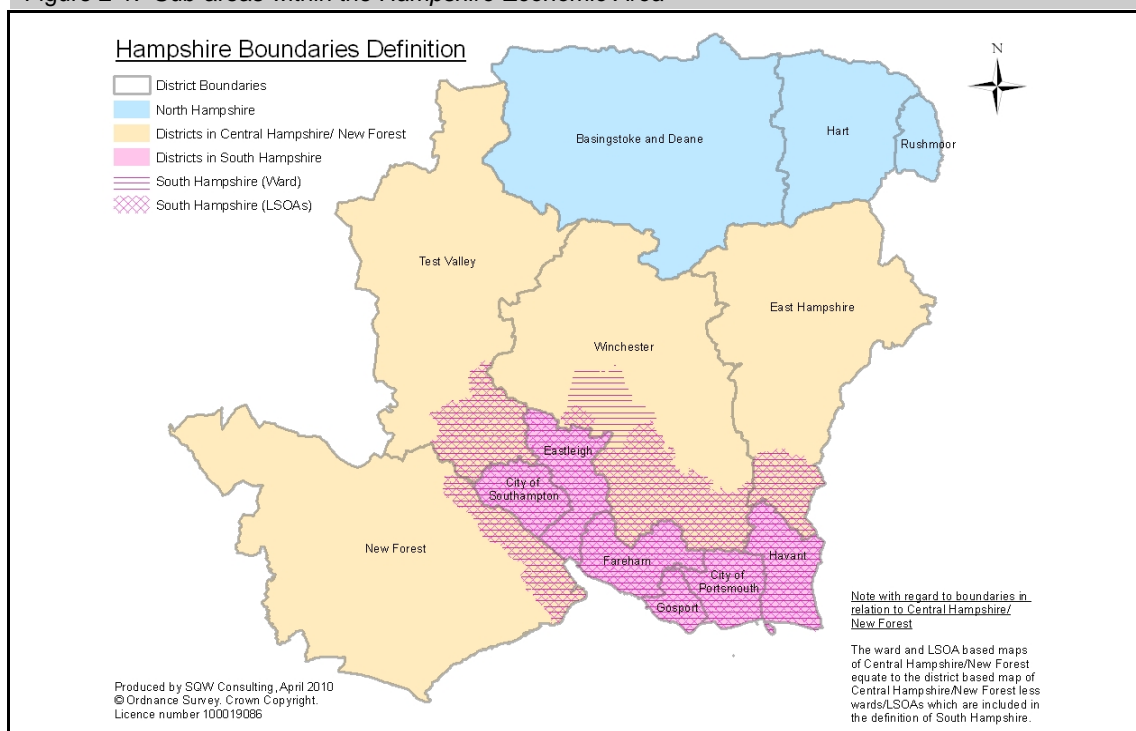 Figure 2-1: Sub-areas within the Hampshire Economic Area
Hampshire Boundaries Definition
N
District Boundaries
North Hampshire
Districts in Central Hampshire/ New Forest
Districts in South Hampshire
South Hampshire (Ward)
South Hampshire (LSOAs)
Basingstoke and Deane
Hart
Rushmoor
Test Valley
East Hampshire
Winchester
Eastleigh
City of
Southampton
New Forest
Fareham
Havant
City of
Portsmouth
Gosport
Note with regard to boundaries in
relation to Central Hampshire/
New Forest
The ward and LSOA based maps
of Central Hampshire/New Forest
equate to the district based map of
Central Hampshire/New Forest less
wards/LSOAs which are included in
the definition of South Hampshire.
Produced by SQW Consulting, April 2010
© Ordnance Survey. Crown Copyright.
Licence number 100019086